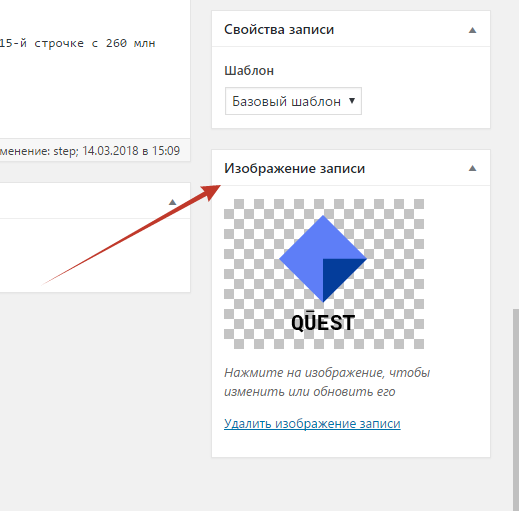 15-й строчке с 260 млн
менение: step; 14.03.2018 в 15:09
Свойства записи
Шаблон
Базовый шаблон
Изображение записи
QŪEST
Нажмите на изображение, чтобы
изменить или обновить его
Удалить изображение записи